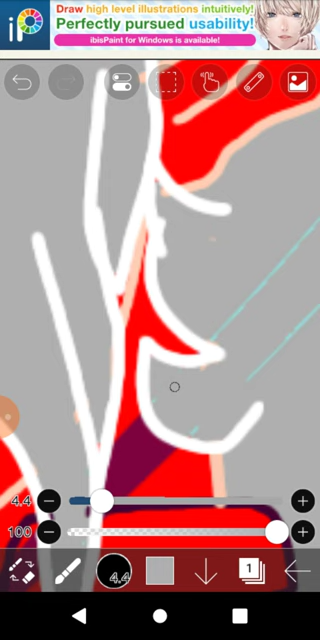 iP
Draw high level illustrations intuitively!
Perfectly pursued usability!
ibisPaint for Windows is available!
4.4
100
4.4
1